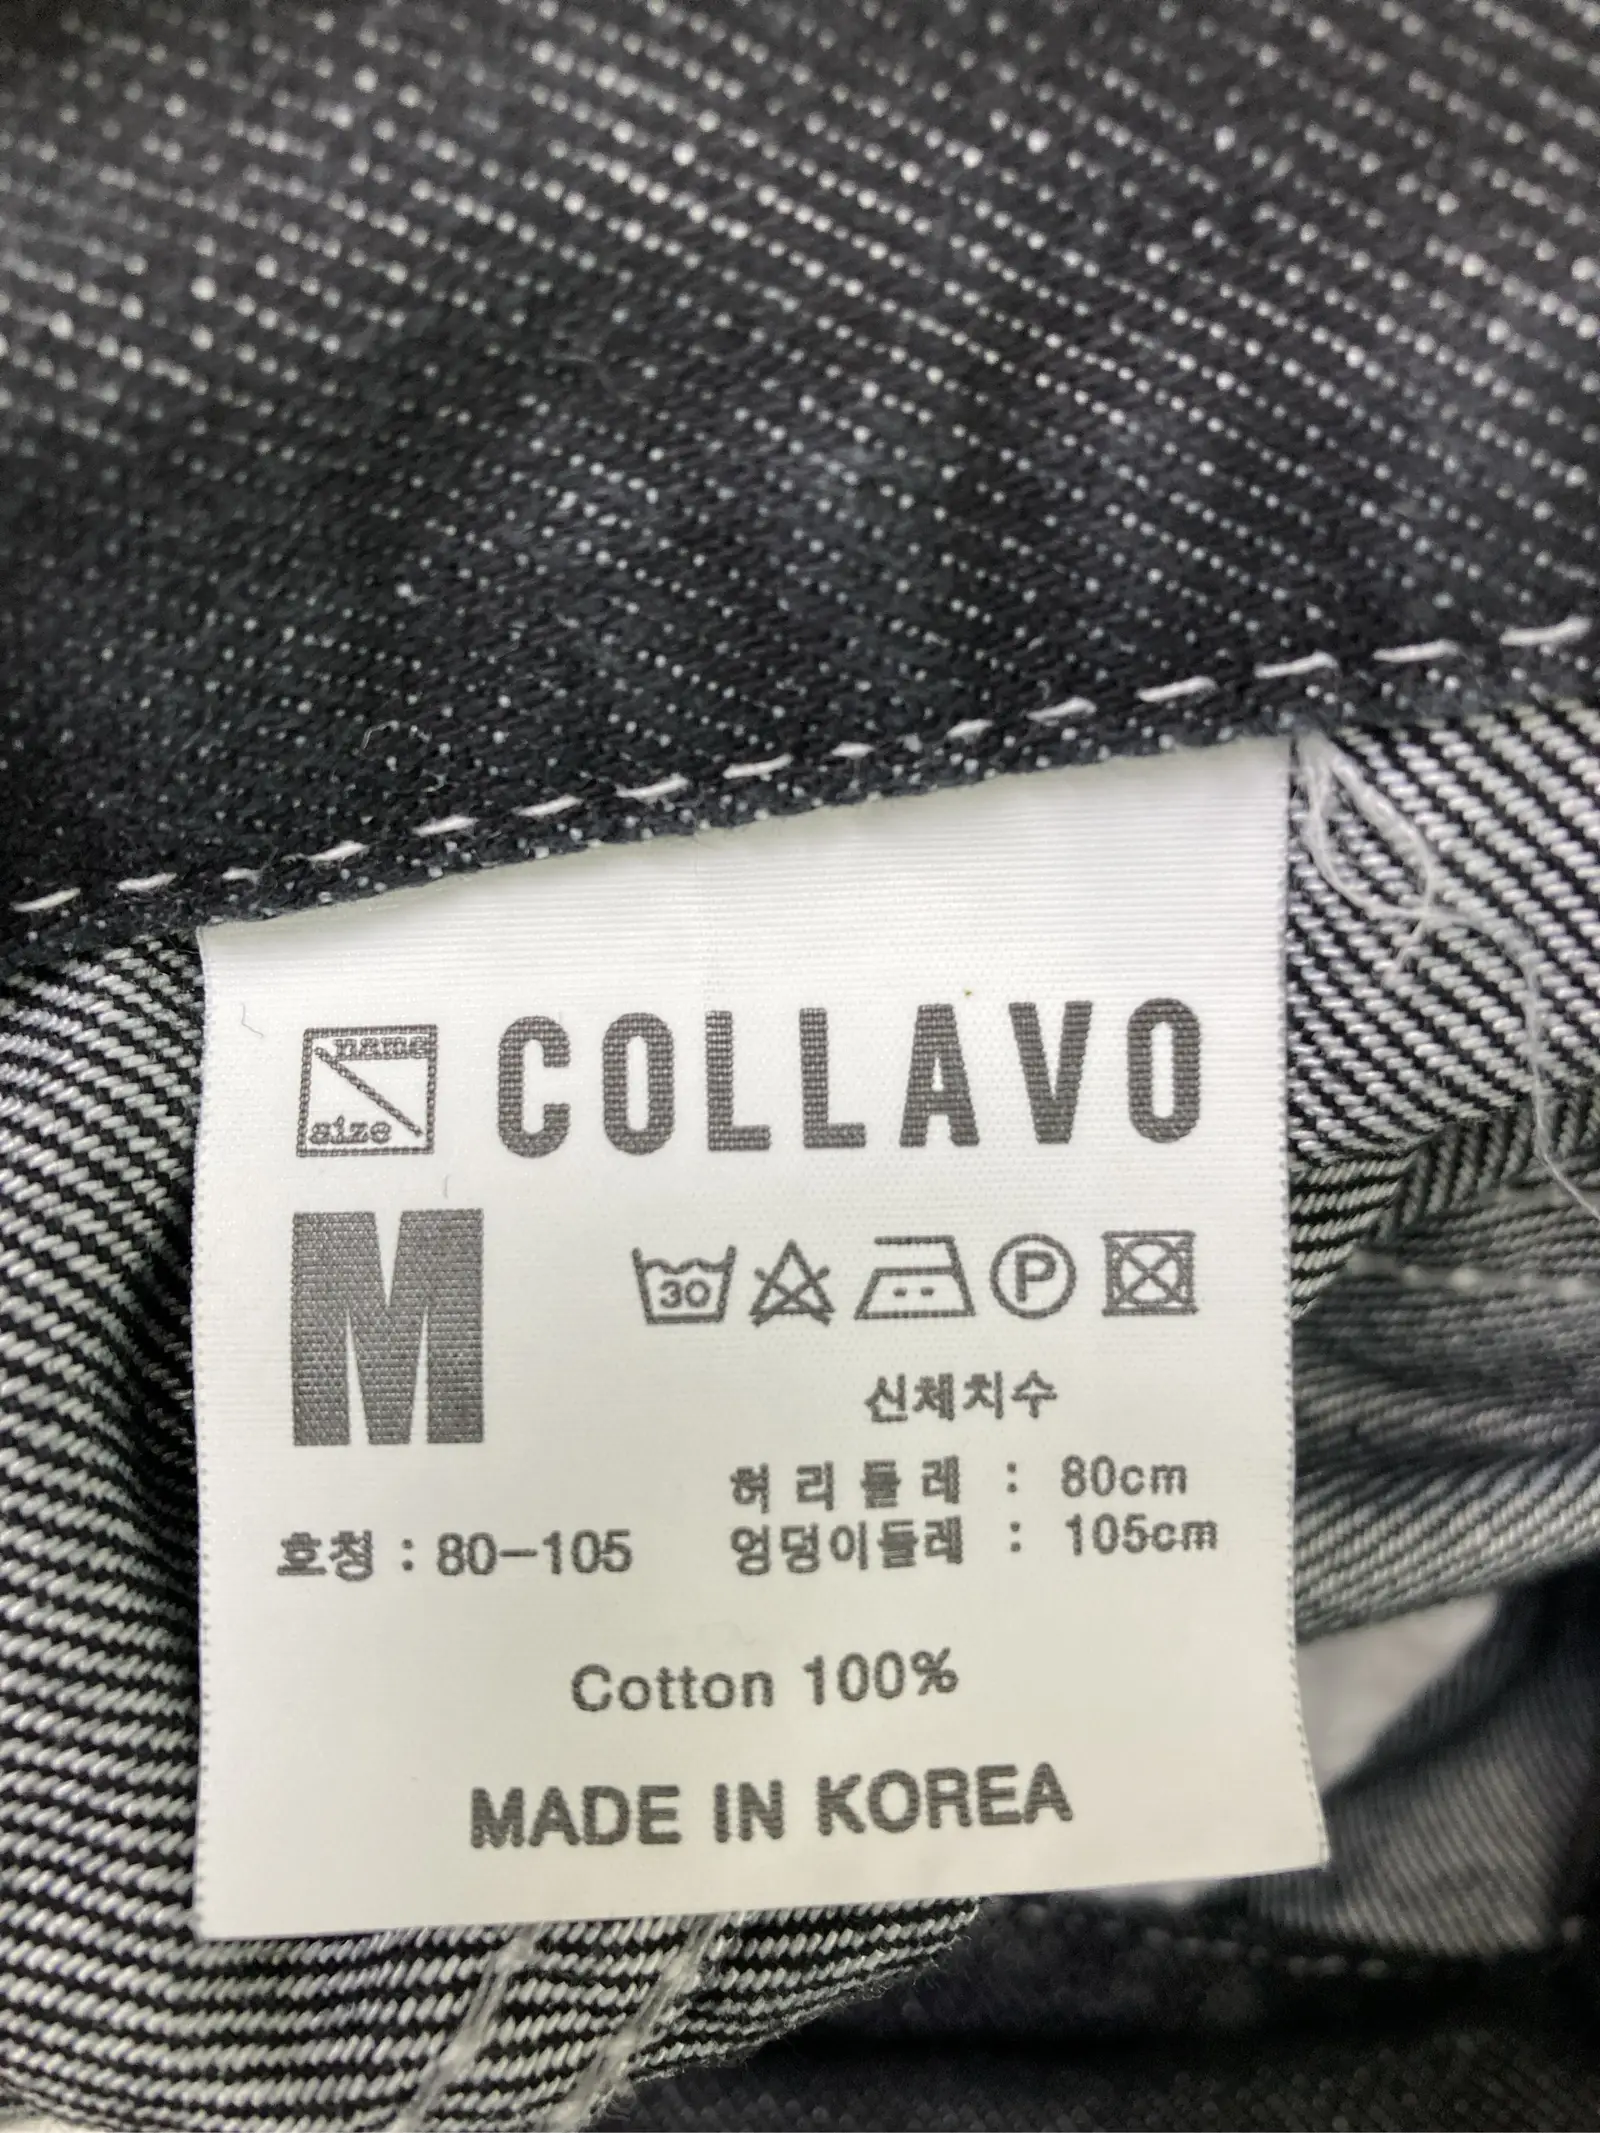 name
size
COLLAVO
M
30
P
신체치수
허리둘레 : 80cm
호칭 : 80-105
엉덩이둘레 : 105cm
Cotton 100%
MADE IN KOREA